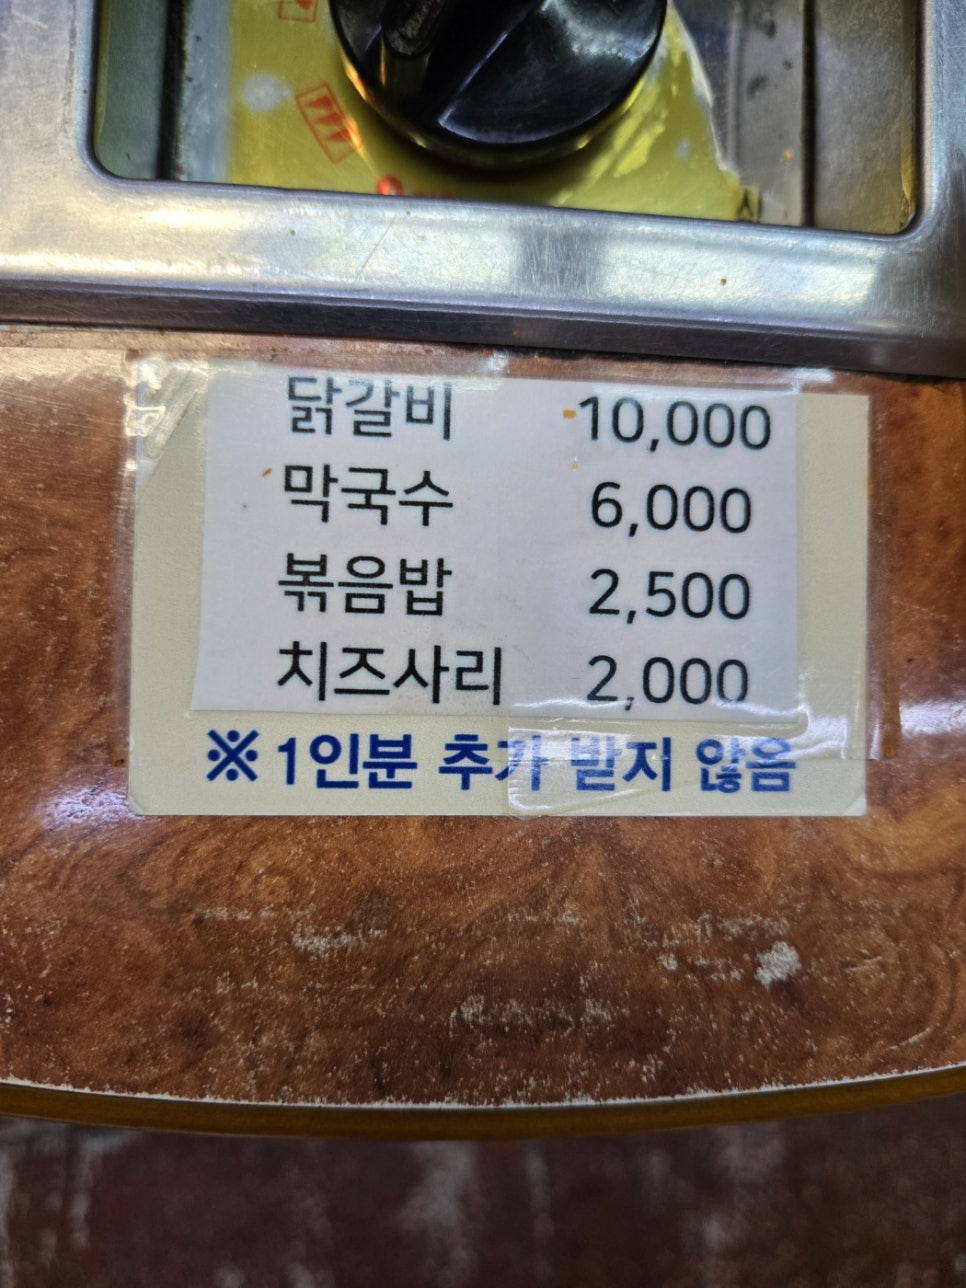 닭갈비 10,000
막국수 6,000
볶음밥 2,500
치즈사리 2,000
※1인분 추가 받지 않음